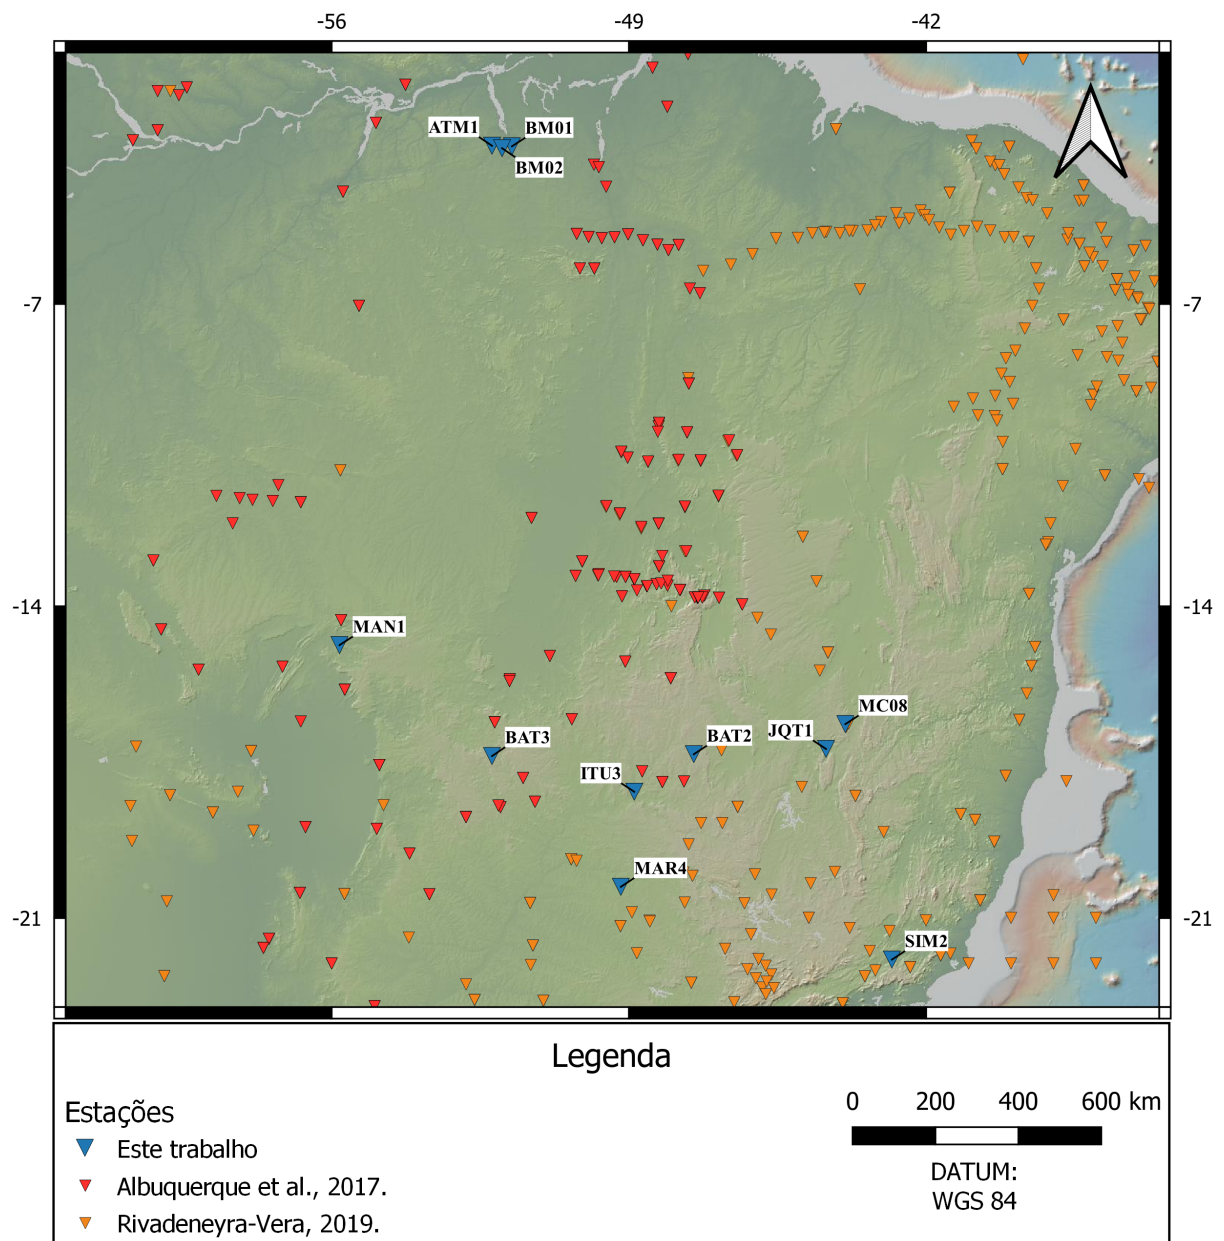 -56 -49 -42
ATM1 BM01
BM02
-7 -7
-14 -14
MAN1
MC08
JQT1
BAT3 BAT2
ITU3
MAR4
-21 -21
SIM2
Legenda
Estações
Este trabalho
Albuquerque et al., 2017.
Rivadeneyra-Vera, 2019.
0 200 400 600 km
DATUM:
WGS 84